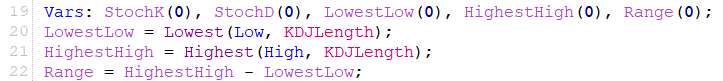 19 Vars: StochK(0), StochD(0), LowestLow(0), HighestHigh(0), Range(0);
20 LowestLow = Lowest(Low, KDJLength);
21 HighestHigh = Highest(High, KDJLength);
22 Range = HighestHigh - LowestLow;